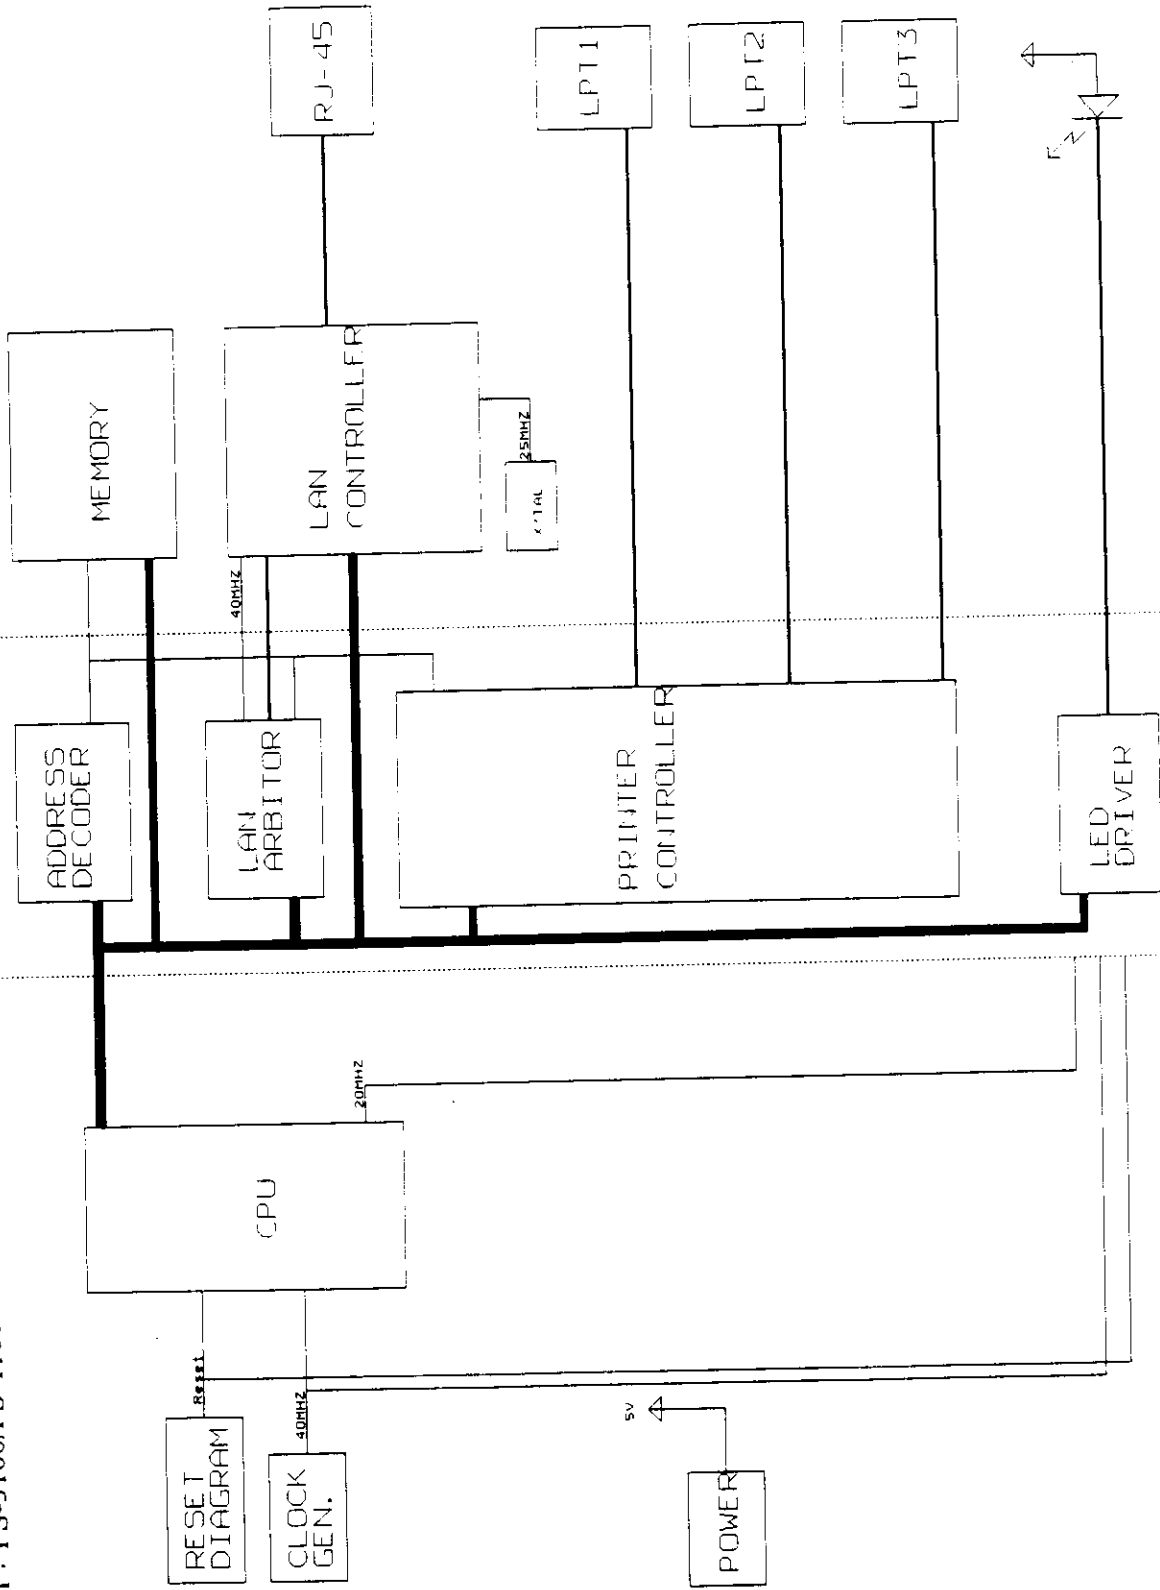 RJ-45
LPT1
LPT2
LPT3
MEMORY
LAN
CONTROLLER
25MHZ
X'TAL
40MHZ
ADDRESS
DECODER
LAN
ARBITOR
PRINTER
CONTROLLER
LED
DRIVER
20MHZ
CPU
Reset
40MHZ
5V
RESET
DIAGRAM
CLOCK
GEN.
POWER